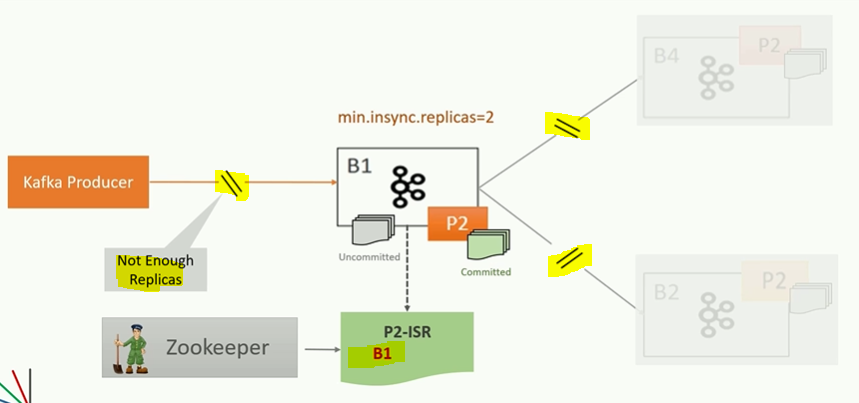 B4
P2
min.insync.replicas=2
Kafka Producer
B1
P2
Not Enough
Replicas
Uncommitted
Committed
B2
P2
Zookeeper
P2-ISR
B1